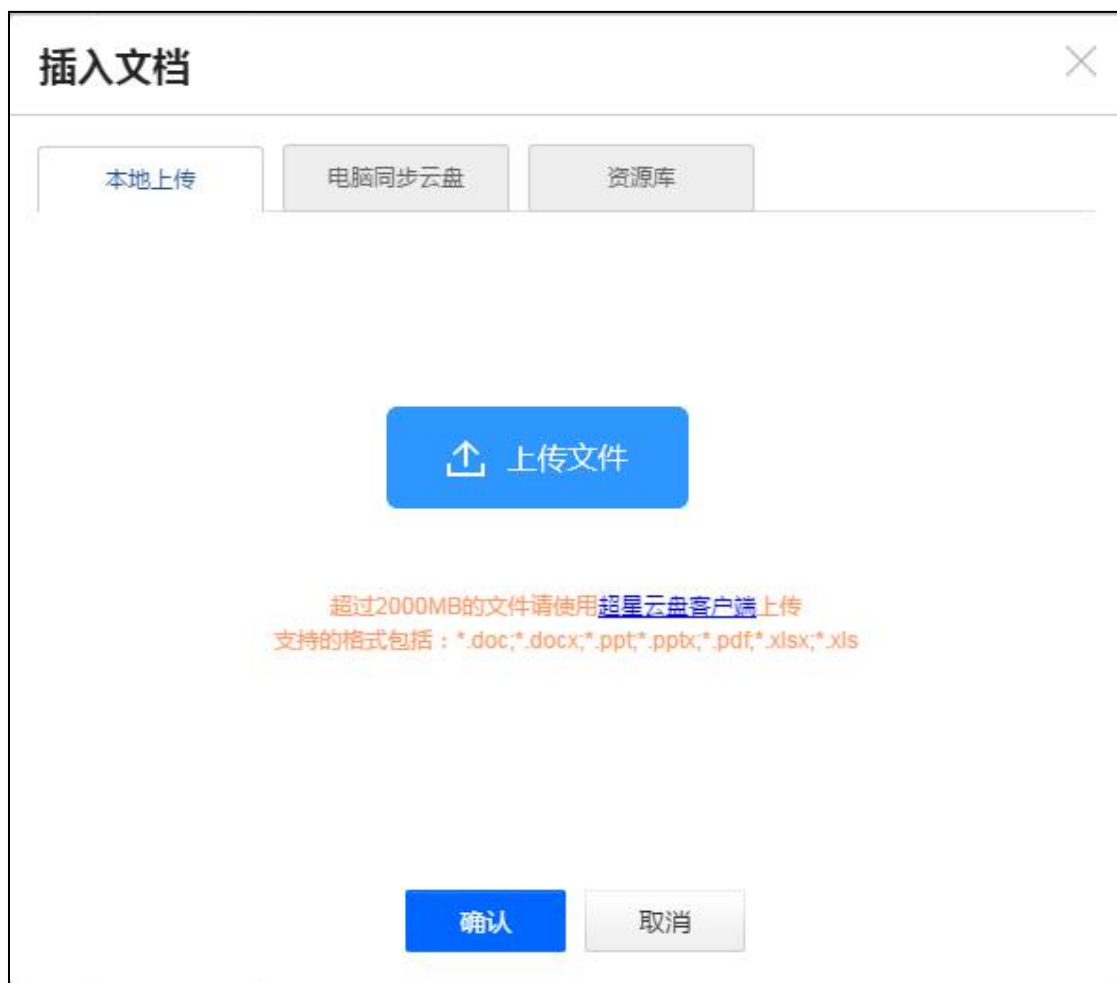 插入文档
本地上传
电脑同步云盘
资源库
上传文件
超过2000MB的文件请使用超星云盘客户端上传
支持的格式包括：*.doc;*.docx;*.ppt;*.pptx;*.pdf;*.xlsx;*.xls
确认
取消